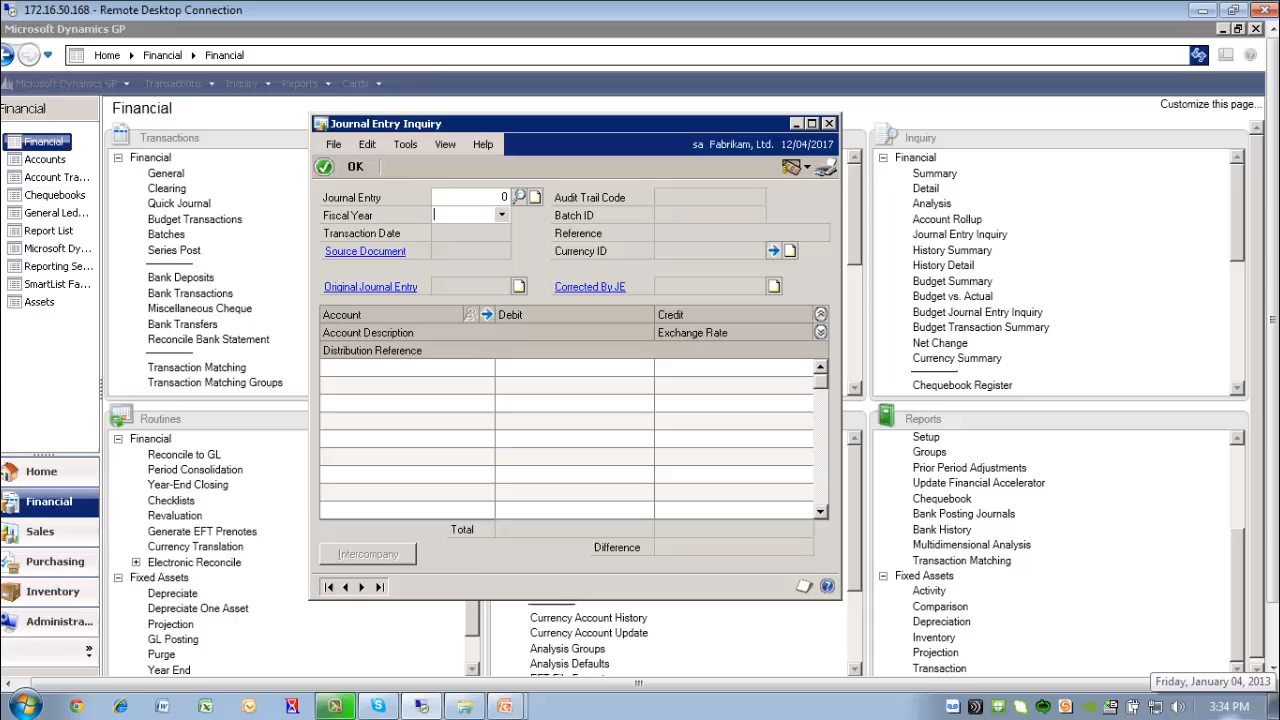 172.16.50.168 - Remote Desktop Connection
Microsoft Dynamics GP
Home Financial Financial
Microsoft Dynamics GP Transactions Inquiry Reports Cards
Financial
Financial
Accounts
Account Tra...
Chequebooks
General Led...
Report List
Microsoft Dy...
Reporting Se...
SmartList Fa...
Assets
Home
Financial
Sales
Purchasing
Inventory
Administra...
»
Financial
Customize this page...
Transactions
Financial
General
Clearing
Quick Journal
Budget Transactions
Batches
Series Post
Bank Deposits
Bank Transactions
Miscellaneous Cheque
Bank Transfers
Reconcile Bank Statement
Transaction Matching
Transaction Matching Groups
Routines
Financial
Reconcile to GL
Period Consolidation
Year-End Closing
Checklists
Revaluation
Generate EFT Prenotes
Currency Translation
Electronic Reconcile
Fixed Assets
Depreciate
Depreciate One Asset
Projection
GL Posting
Purge
Year End
Journal Entry Inquiry
File Edit Tools View Help
sa Fabrikam, Ltd. 12/04/2017
OK
Journal Entry 0 Audit Trail Code
Fiscal Year Batch ID
Transaction Date Reference
Source Document Currency ID
Original Journal Entry Corrected By JE
Account Debit Credit
Account Description Exchange Rate
Distribution Reference
Total
Intercompany Difference
Currency Account History
Currency Account Update
Analysis Groups
Analysis Defaults
Inquiry
Financial
Summary
Detail
Analysis
Account Rollup
Journal Entry Inquiry
History Summary
History Detail
Budget Summary
Budget vs. Actual
Budget Journal Entry Inquiry
Budget Transaction Summary
Net Change
Currency Summary
Chequebook Register
Reports
Setup
Groups
Prior Period Adjustments
Update Financial Accelerator
Chequebook
Bank Posting Journals
Bank History
Multidimensional Analysis
Transaction Matching
Fixed Assets
Activity
Comparison
Depreciation
Inventory
Projection
Transaction
Friday, January 04, 2013
3:34 PM